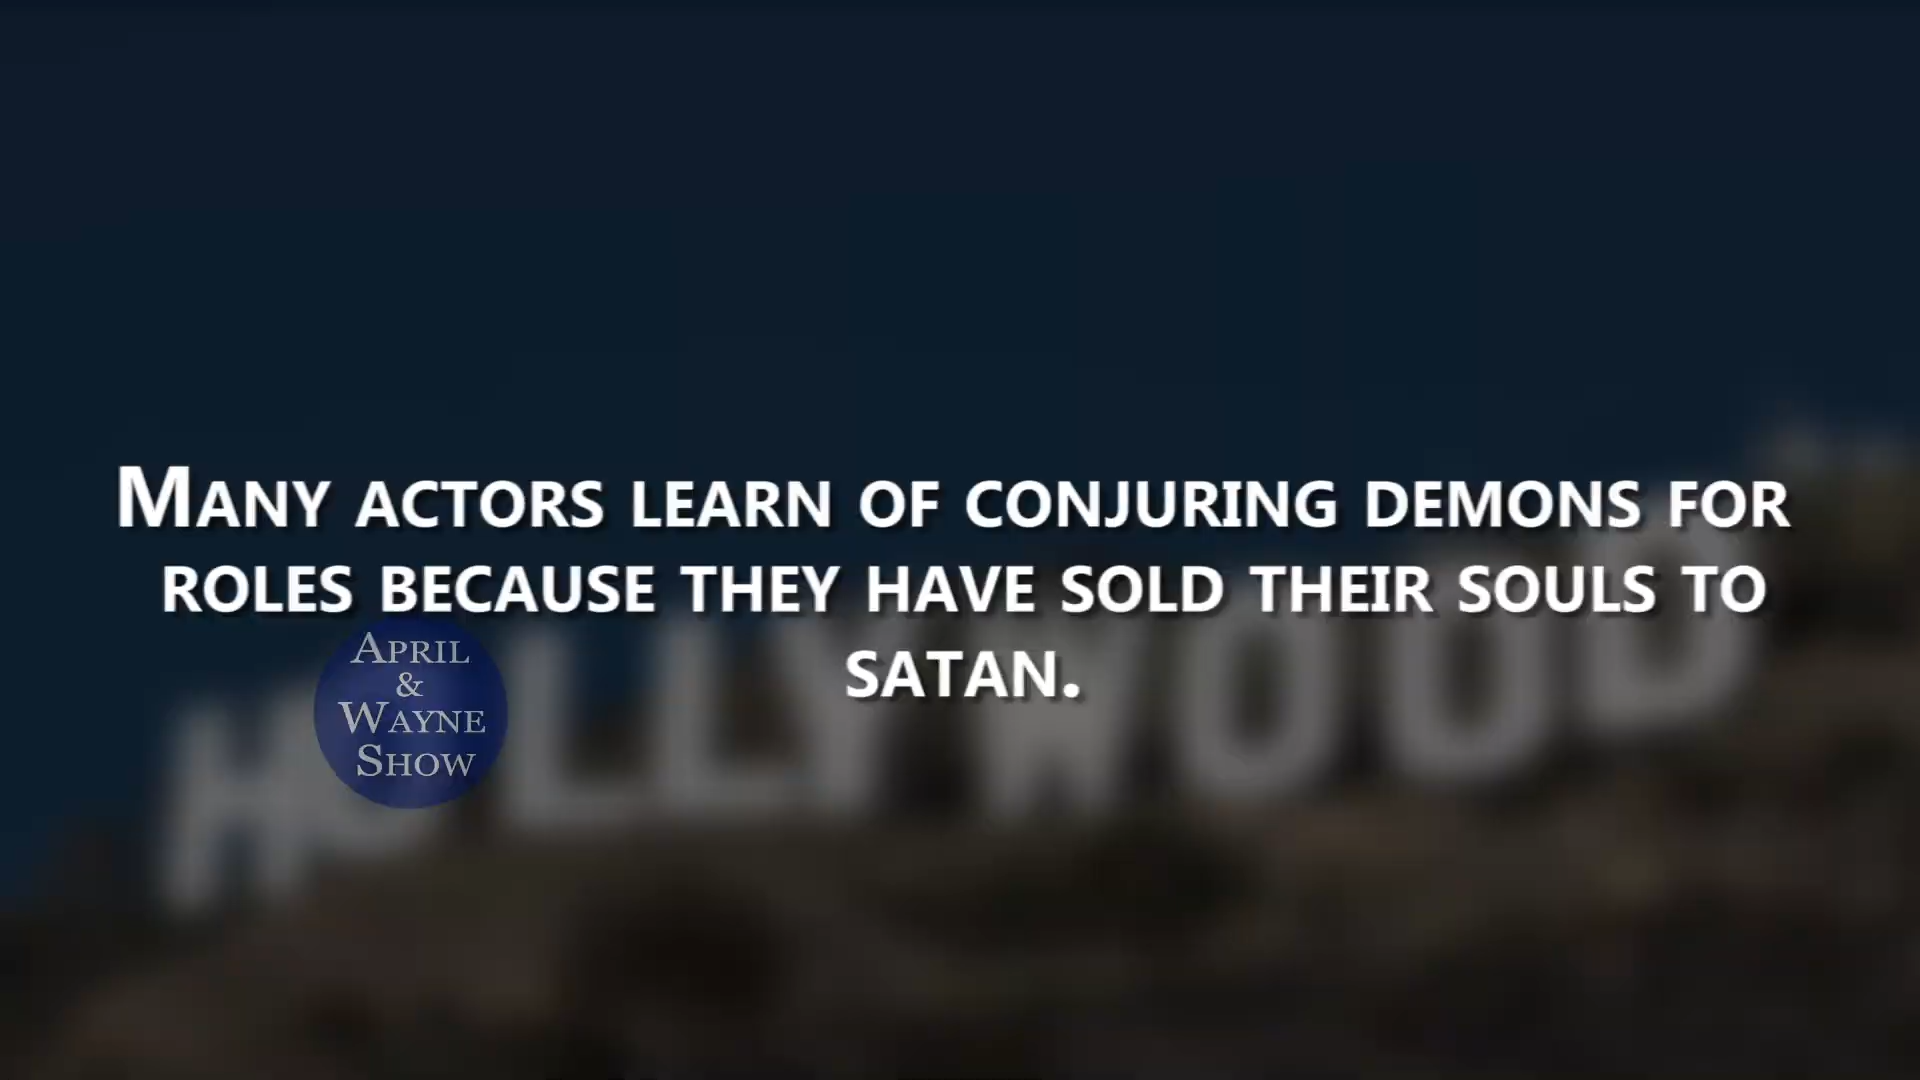 Many actors learn of conjuring demons for
roles because they have sold their souls to
satan.
April
&
Wayne
Show
HOLLYWOOD